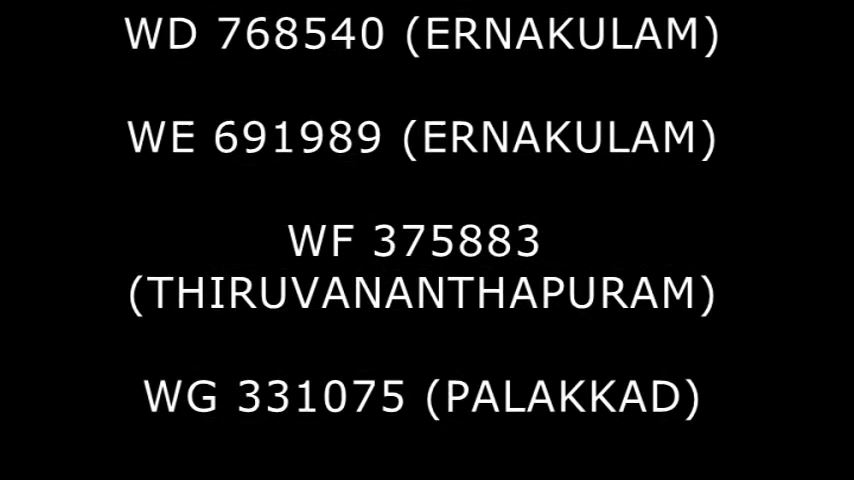 WD 768540 (ERNAKULAM)
WE 691989 (ERNAKULAM)
WF 375883
(THIRUVANANTHAPURAM)
WG 331075 (PALAKKAD)